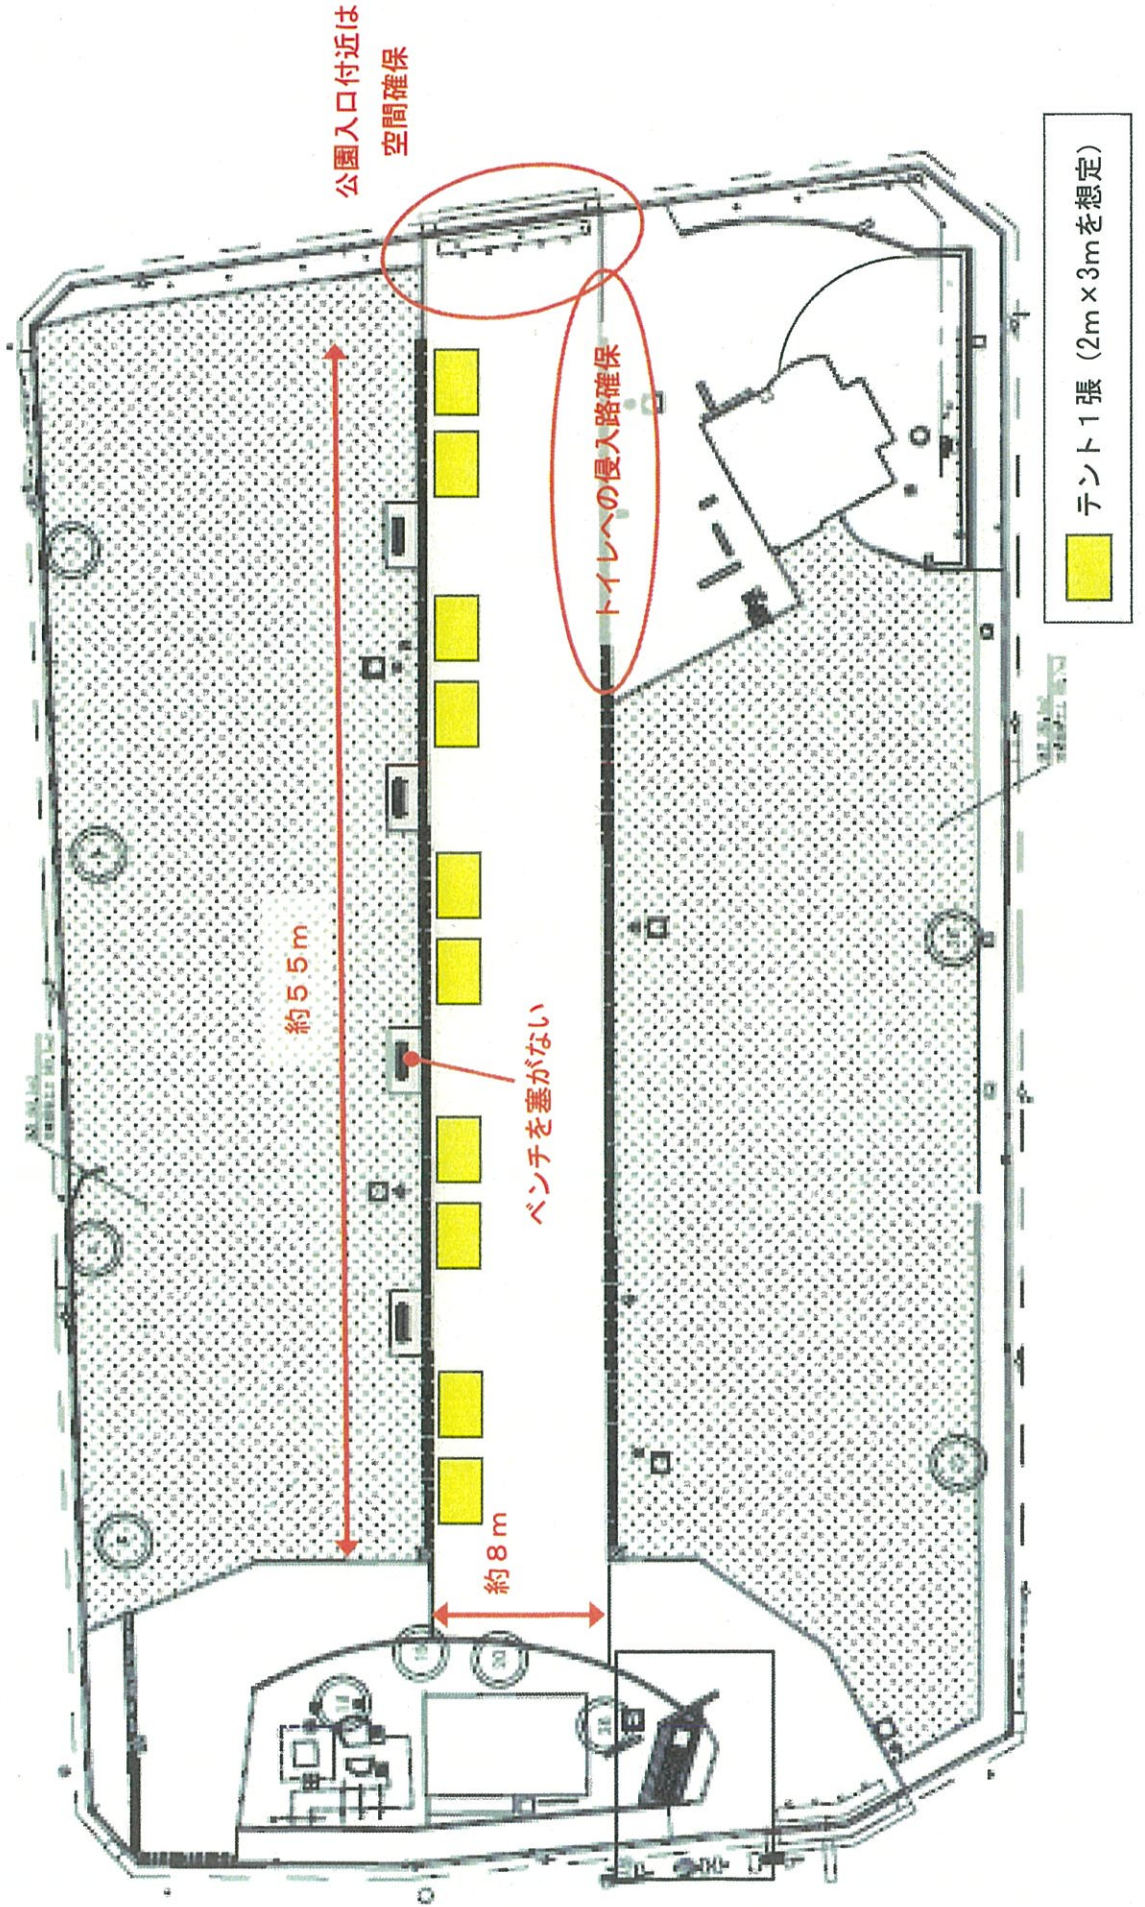 公園入口付近は
空間確保
約５５ｍ
トイレへの侵入路確保
ベンチを塞がない
約８ｍ
テント１張（2ｍ×3ｍを想定）